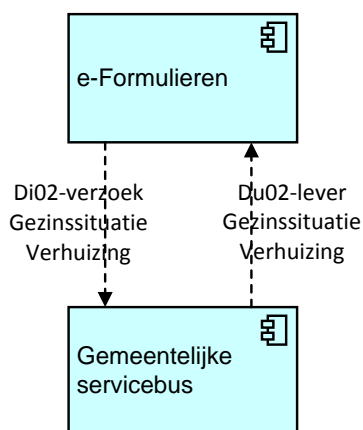 e-Formulieren
Di02-verzoek
Gezinssituatie
Verhuizing
Du02-lever
Gezinssituatie
Verhuizing
Gemeentelijke
servicebus